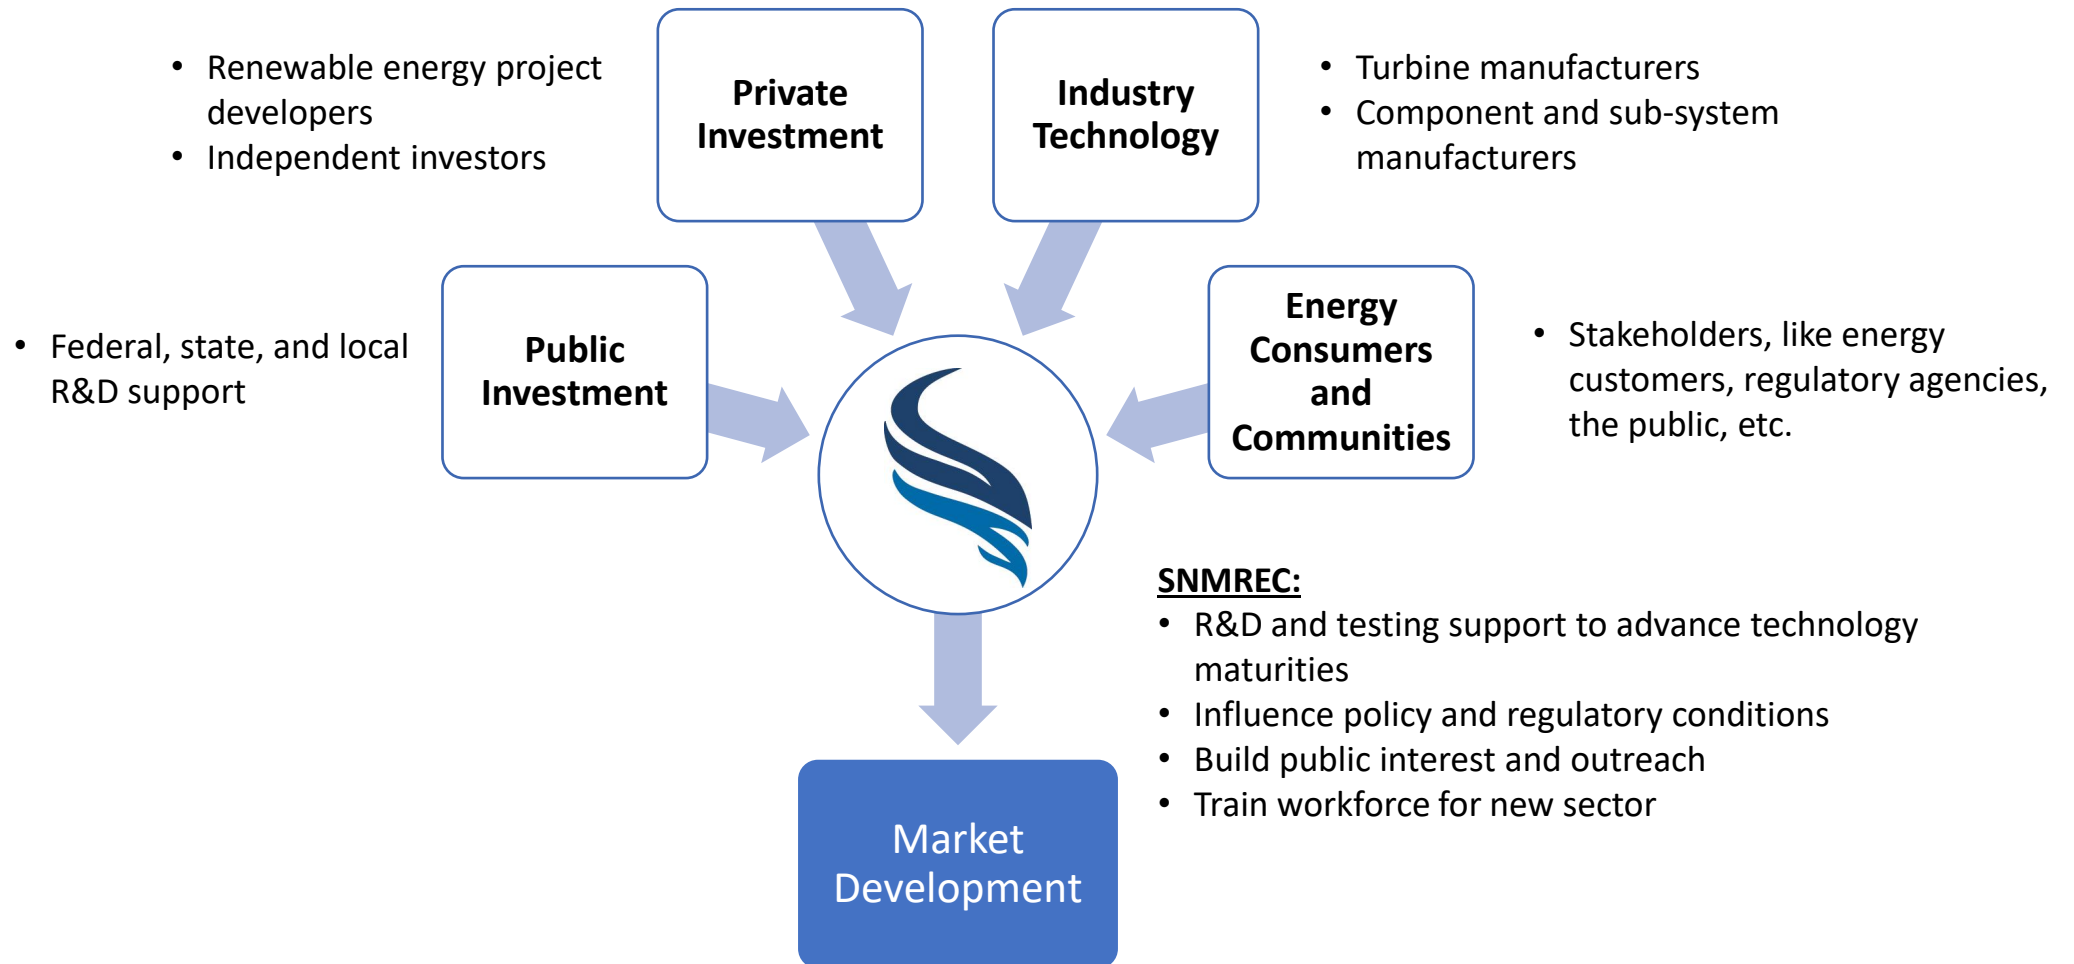 • Renewable energy project
developers
• Independent investors
Private
Investment
Industry
Technology
• Turbine manufacturers
• Component and sub-system
manufacturers
• Federal, state, and local
R&D support
Public
Investment
Energy
Consumers
and
Communities
• Stakeholders, like energy
customers, regulatory agencies,
the public, etc.
SNMREC:
• R&D and testing support to advance technology
maturities
• Influence policy and regulatory conditions
• Build public interest and outreach
• Train workforce for new sector
Market
Development